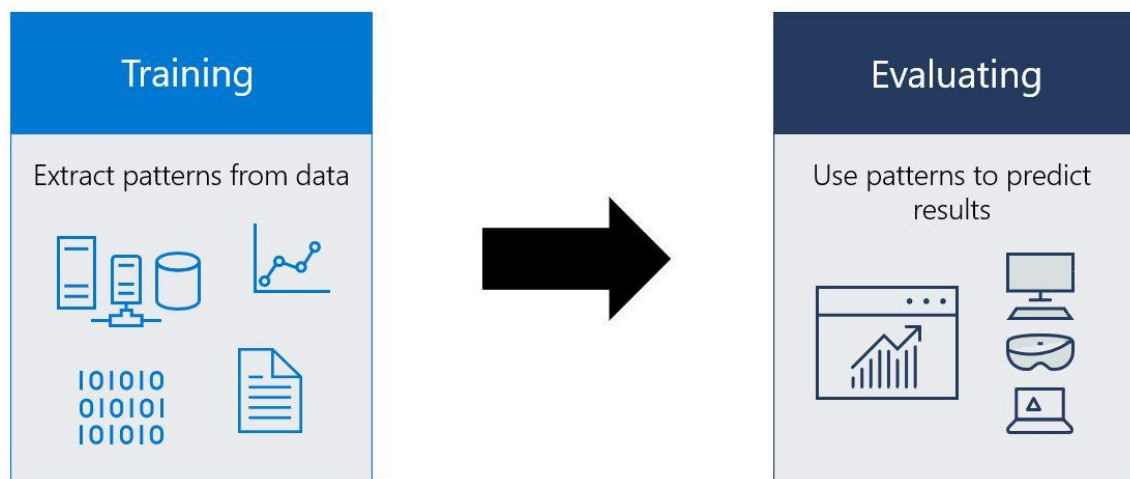 Training
Extract patterns from data
101010
010101
101010
Evaluating
Use patterns to predict
results